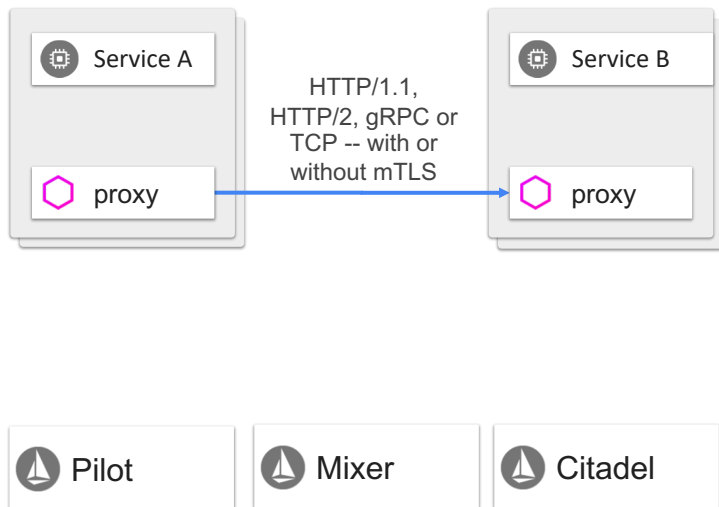 Service A
Service B
HTTP/1.1,
HTTP/2, gRPC or
TCP -- with or
without mTLS
proxy
proxy
Pilot
Mixer
Citadel